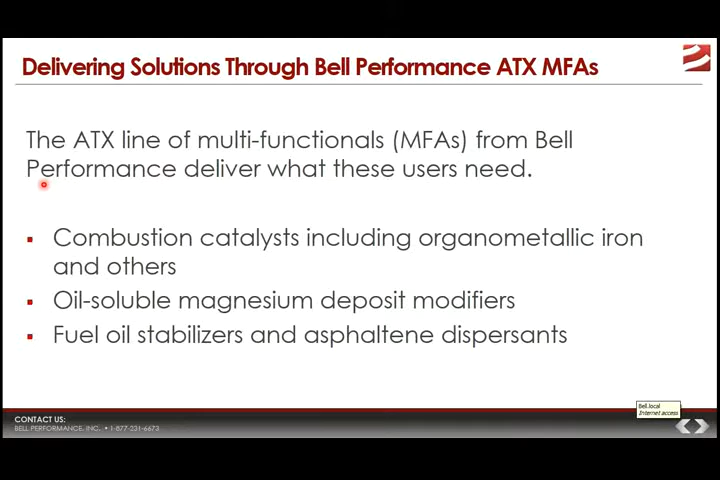 Delivering Solutions Through Bell Performance ATX MFAs
The ATX line of multi-functionals (MFAs) from Bell
Performance deliver what these users need.
Combustion catalysts including organometallic iron
and others
Oil-soluble magnesium deposit modifiers
Fuel oil stabilizers and asphaltene dispersants
Bell.local
Internet access
CONTACT US:
BELL PERFORMANCE, INC. • 1-877-231-6673